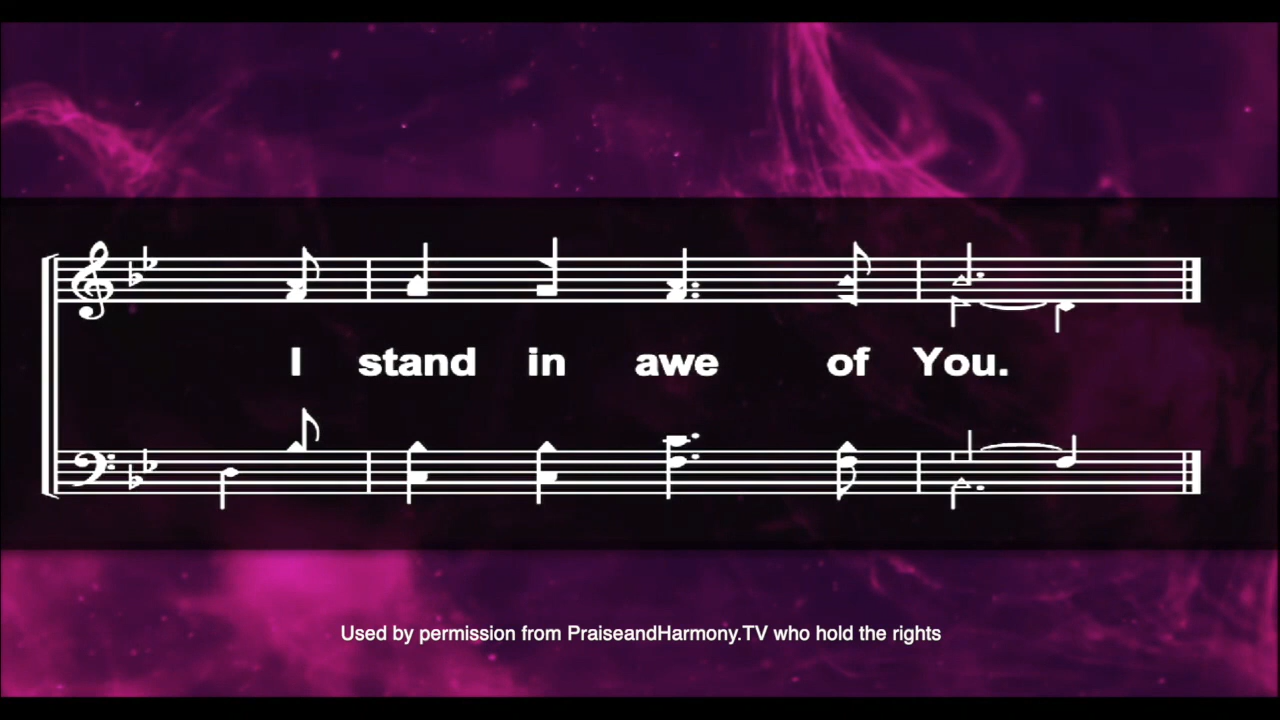 I stand in awe of You.
Used by permission from PraiseandHarmony.TV who hold the rights